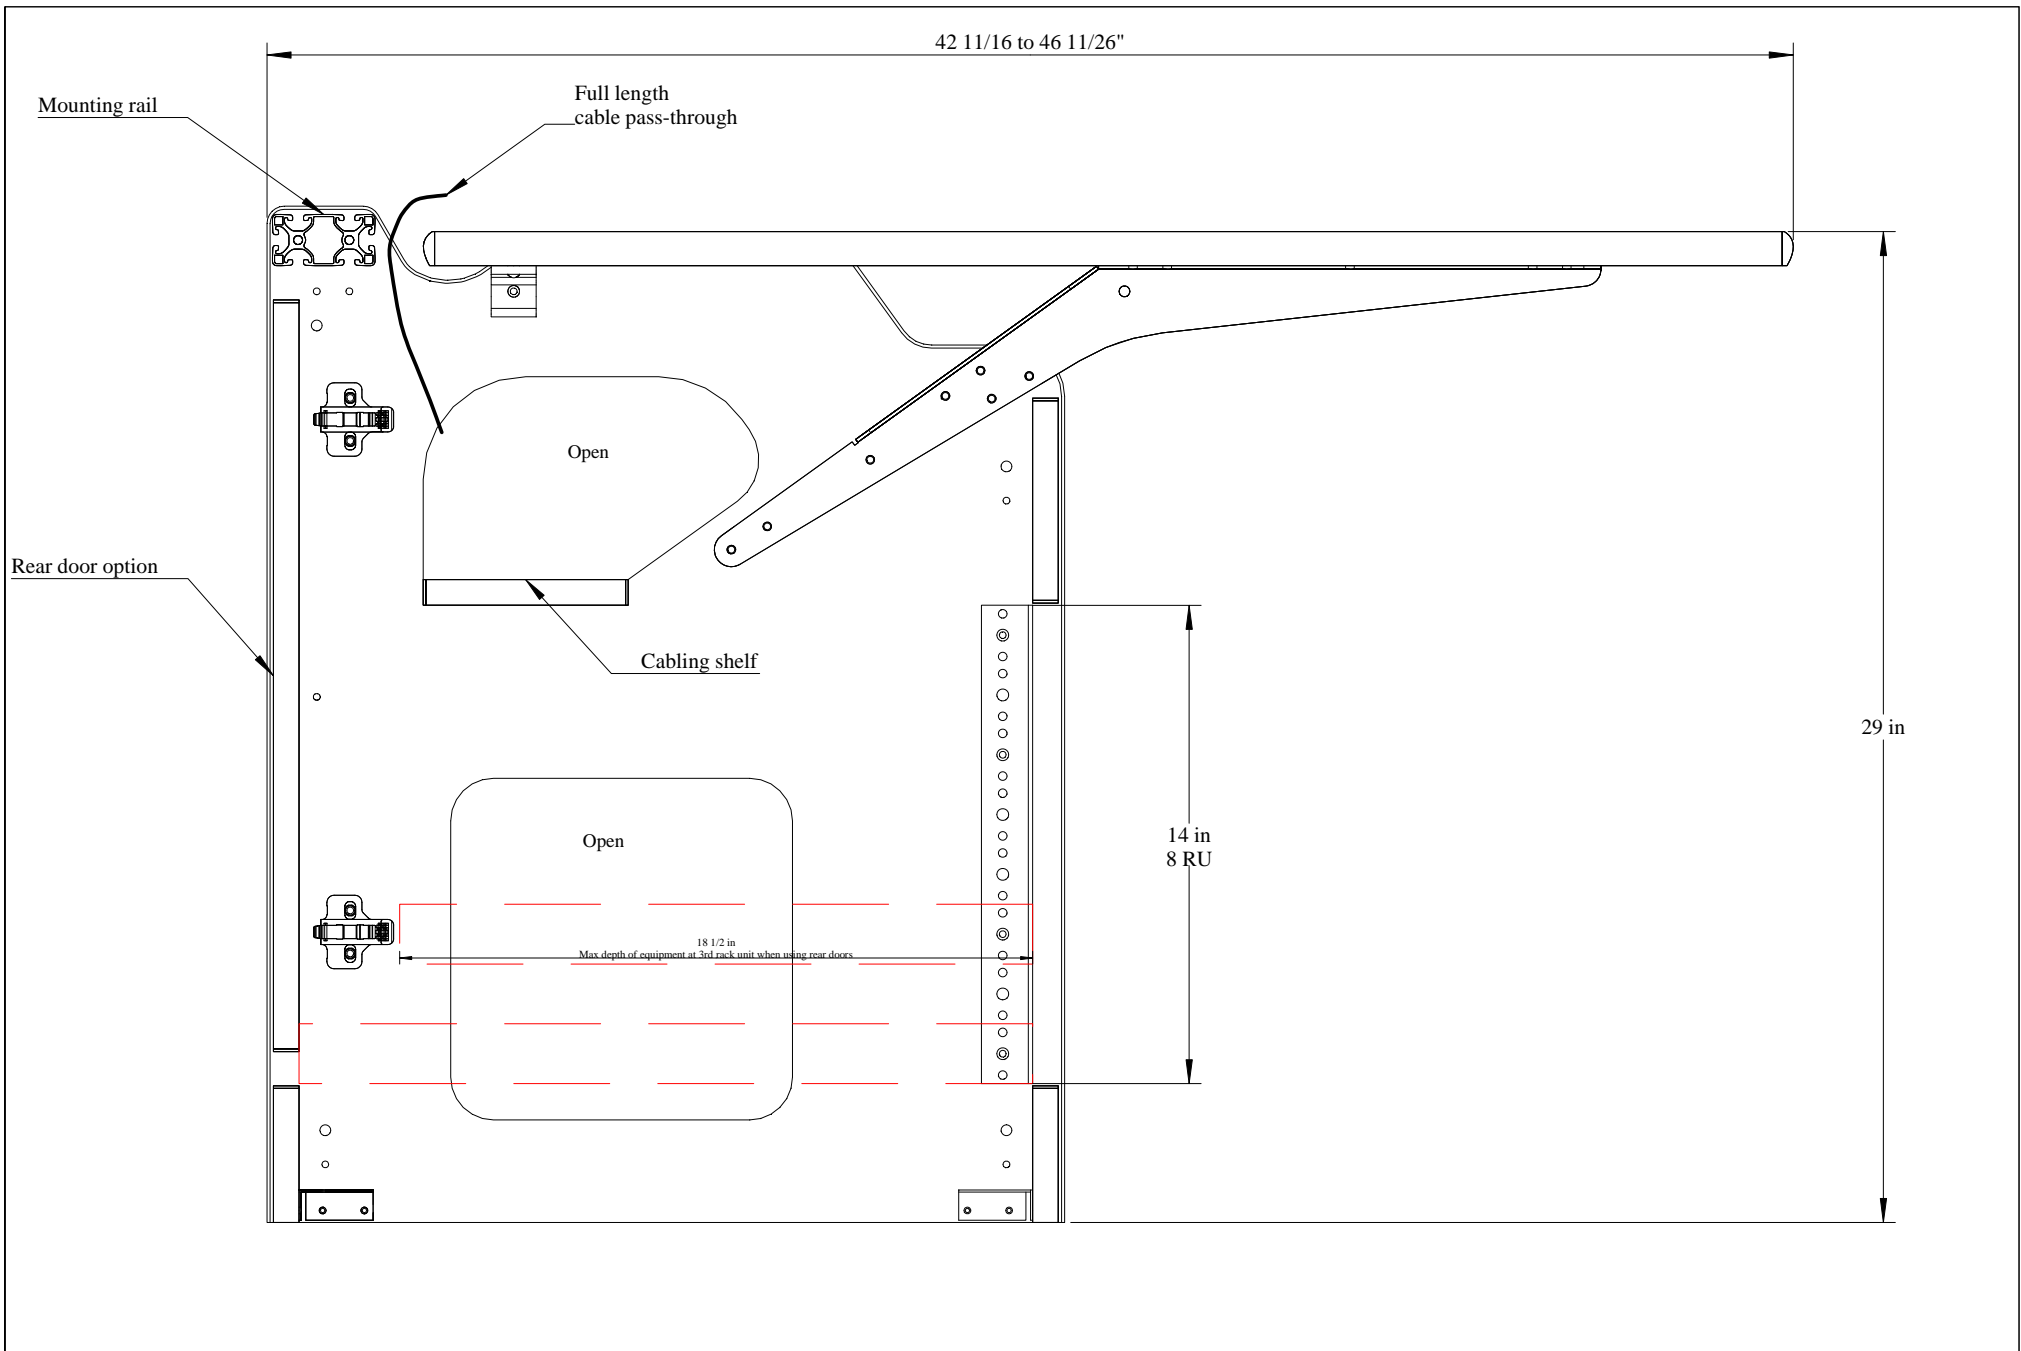 42 11/16 to 46 11/26"
Mounting rail
Full length
cable pass-through
Open
Rear door option
Cabling shelf
29 in
14 in
8 RU
Open
18 1/2 in
Max depth of equipment at 3rd rack unit when using rear doors